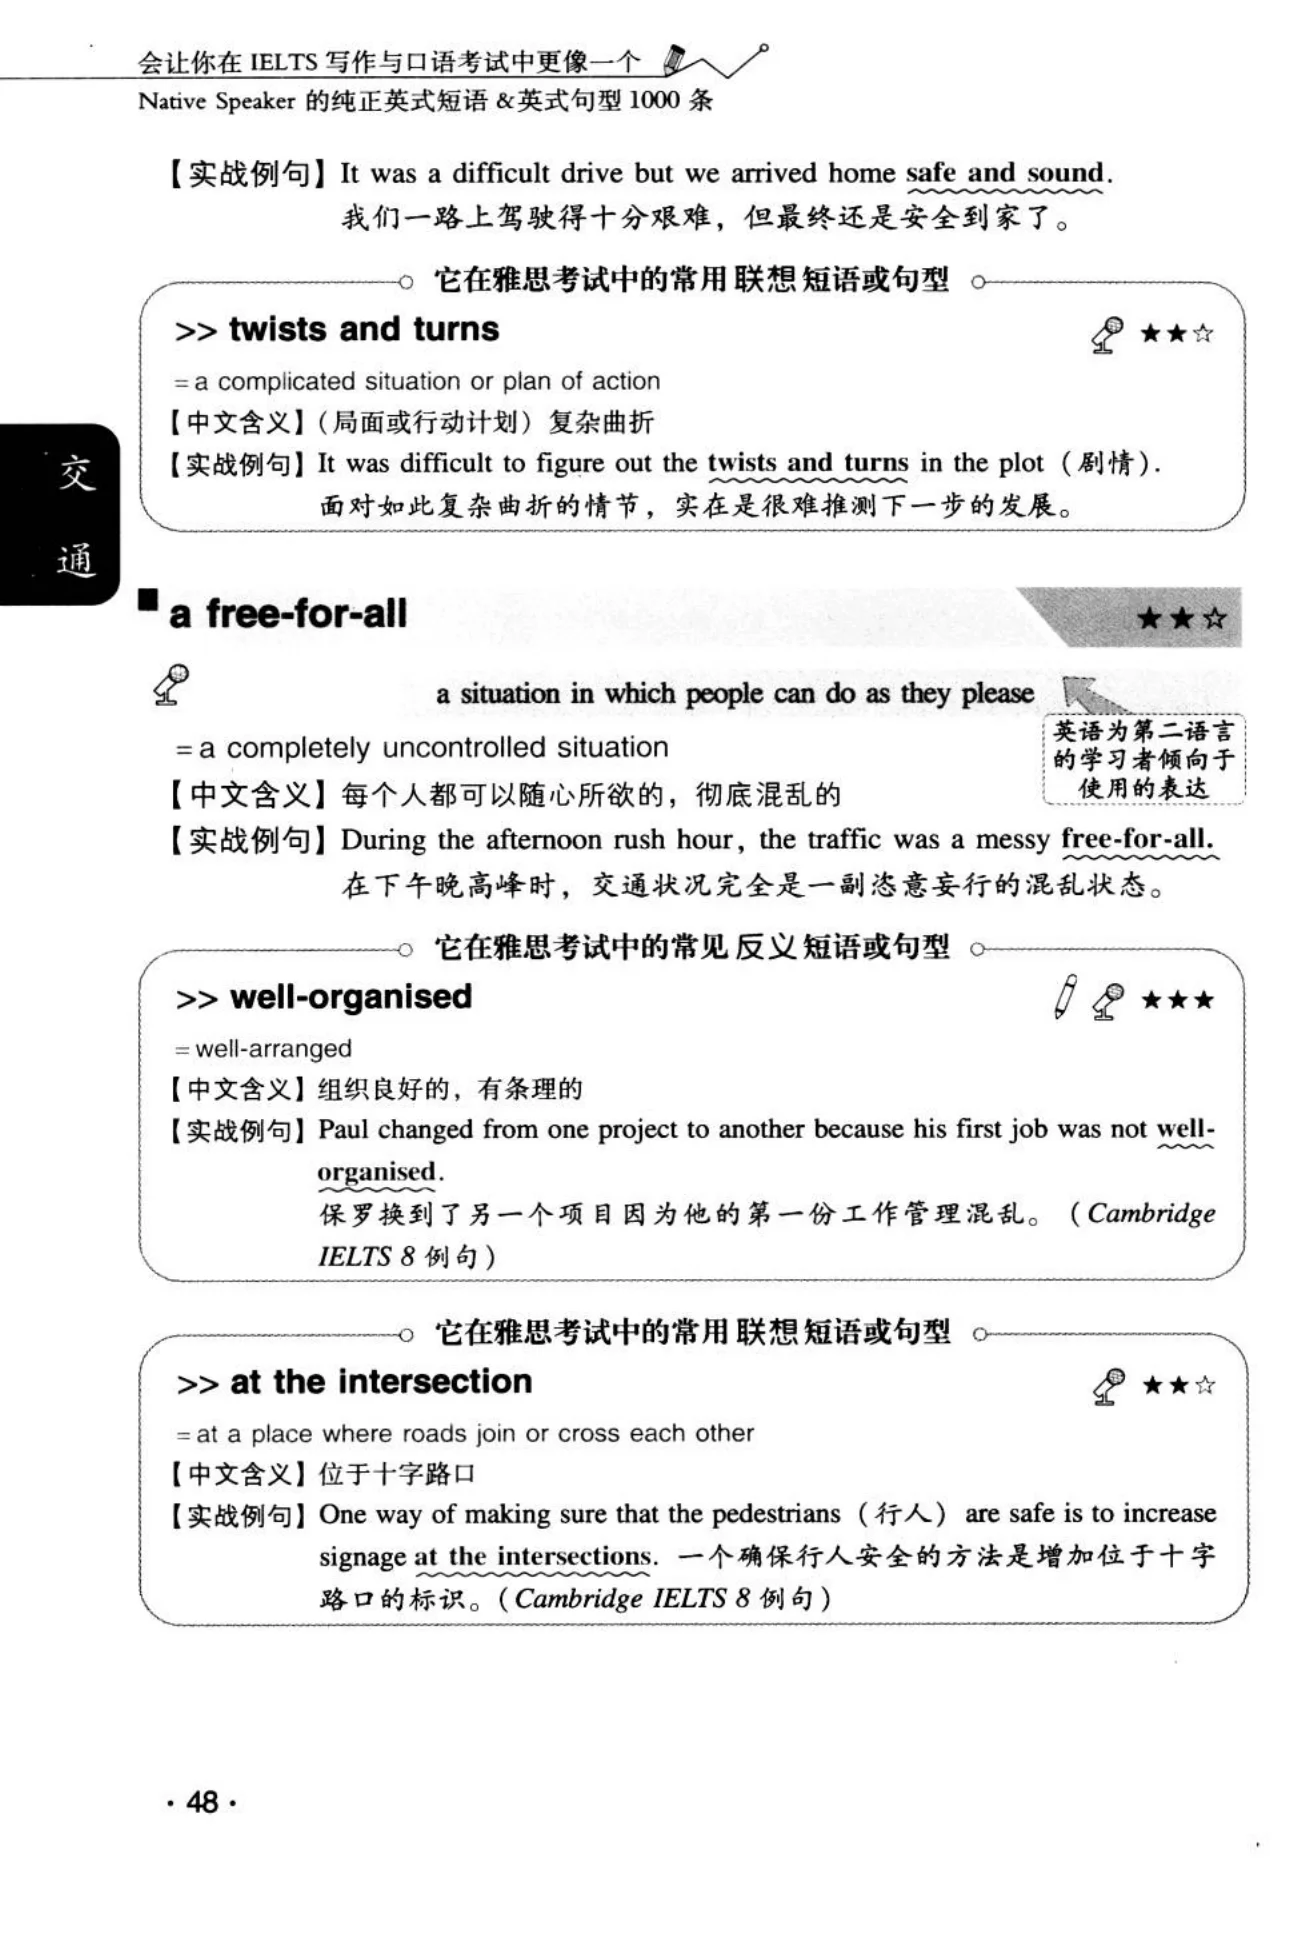 会让你在 IELTS 写作与口语考试中更像一个
Native Speaker 的纯正英式短语 &英式句型 1000 条
【实战例句】It was a difficult drive but we arrived home safe and sound.
我们一路上驾驶得十分艰难，但最终还是安全到家了。
它在雅思考试中的常用联想短语或句型
>> twists and turns ★★☆
= a complicated situation or plan of action
【中文含义】（局面或行动计划）复杂曲折
【实战例句】It was difficult to figure out the twists and turns in the plot（剧情）.
面对如此复杂曲折的情节，实在是很难推测下一步的发展。
交
通
■ a free-for-all ★★☆
a situation in which people can do as they please
英语为第二语言
的学习者倾向于
使用的表达
= a completely uncontrolled situation
【中文含义】每个人都可以随心所欲的，彻底混乱的
【实战例句】During the afternoon rush hour, the traffic was a messy free-for-all.
在下午晚高峰时，交通状况完全是一副恣意妄行的混乱状态。
它在雅思考试中的常见反义短语或句型
>> well-organised ★★★
= well-arranged
【中文含义】组织良好的，有条理的
【实战例句】Paul changed from one project to another because his first job was not well-
organised.
保罗换到了另一个项目因为他的第一份工作管理混乱。（Cambridge
IELTS 8 例句）
它在雅思考试中的常用联想短语或句型
>> at the intersection ★★☆
= at a place where roads join or cross each other
【中文含义】位于十字路口
【实战例句】One way of making sure that the pedestrians（行人）are safe is to increase
signage at the intersections. 一个确保行人安全的方法是增加位于十字
路口的标识。（Cambridge IELTS 8 例句）
· 48 ·